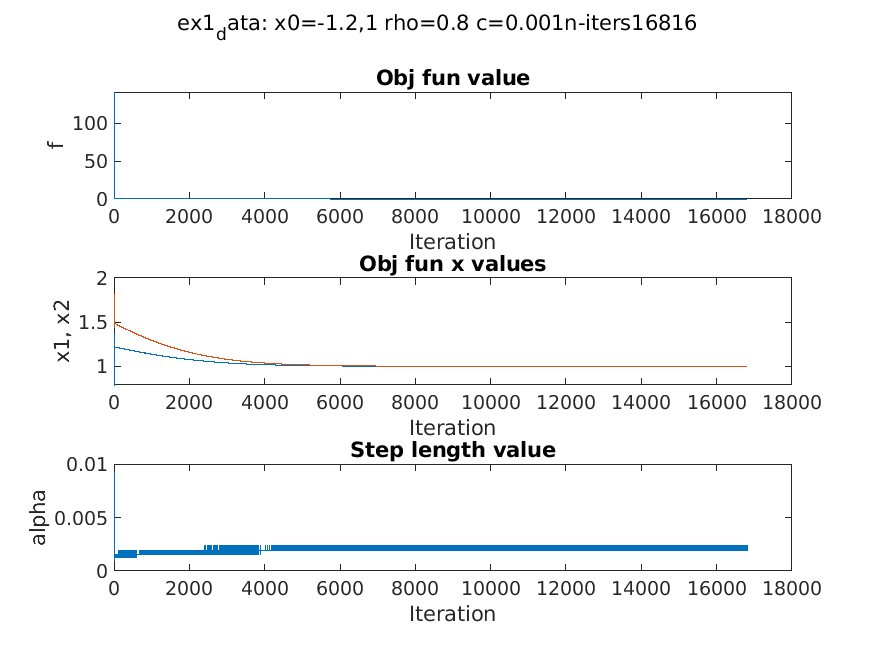 ex1_data: x0=-1.2,1 rho=0.8 c=0.001n-iters16816
Obj fun value
100
50
0
f
0 2000 4000 6000 8000 10000 12000 14000 16000 18000
Iteration
Obj fun x values
2
1.5
1
x1, x2
0 2000 4000 6000 8000 10000 12000 14000 16000 18000
Iteration
Step length value
0.01
0.005
0
alpha
0 2000 4000 6000 8000 10000 12000 14000 16000 18000
Iteration